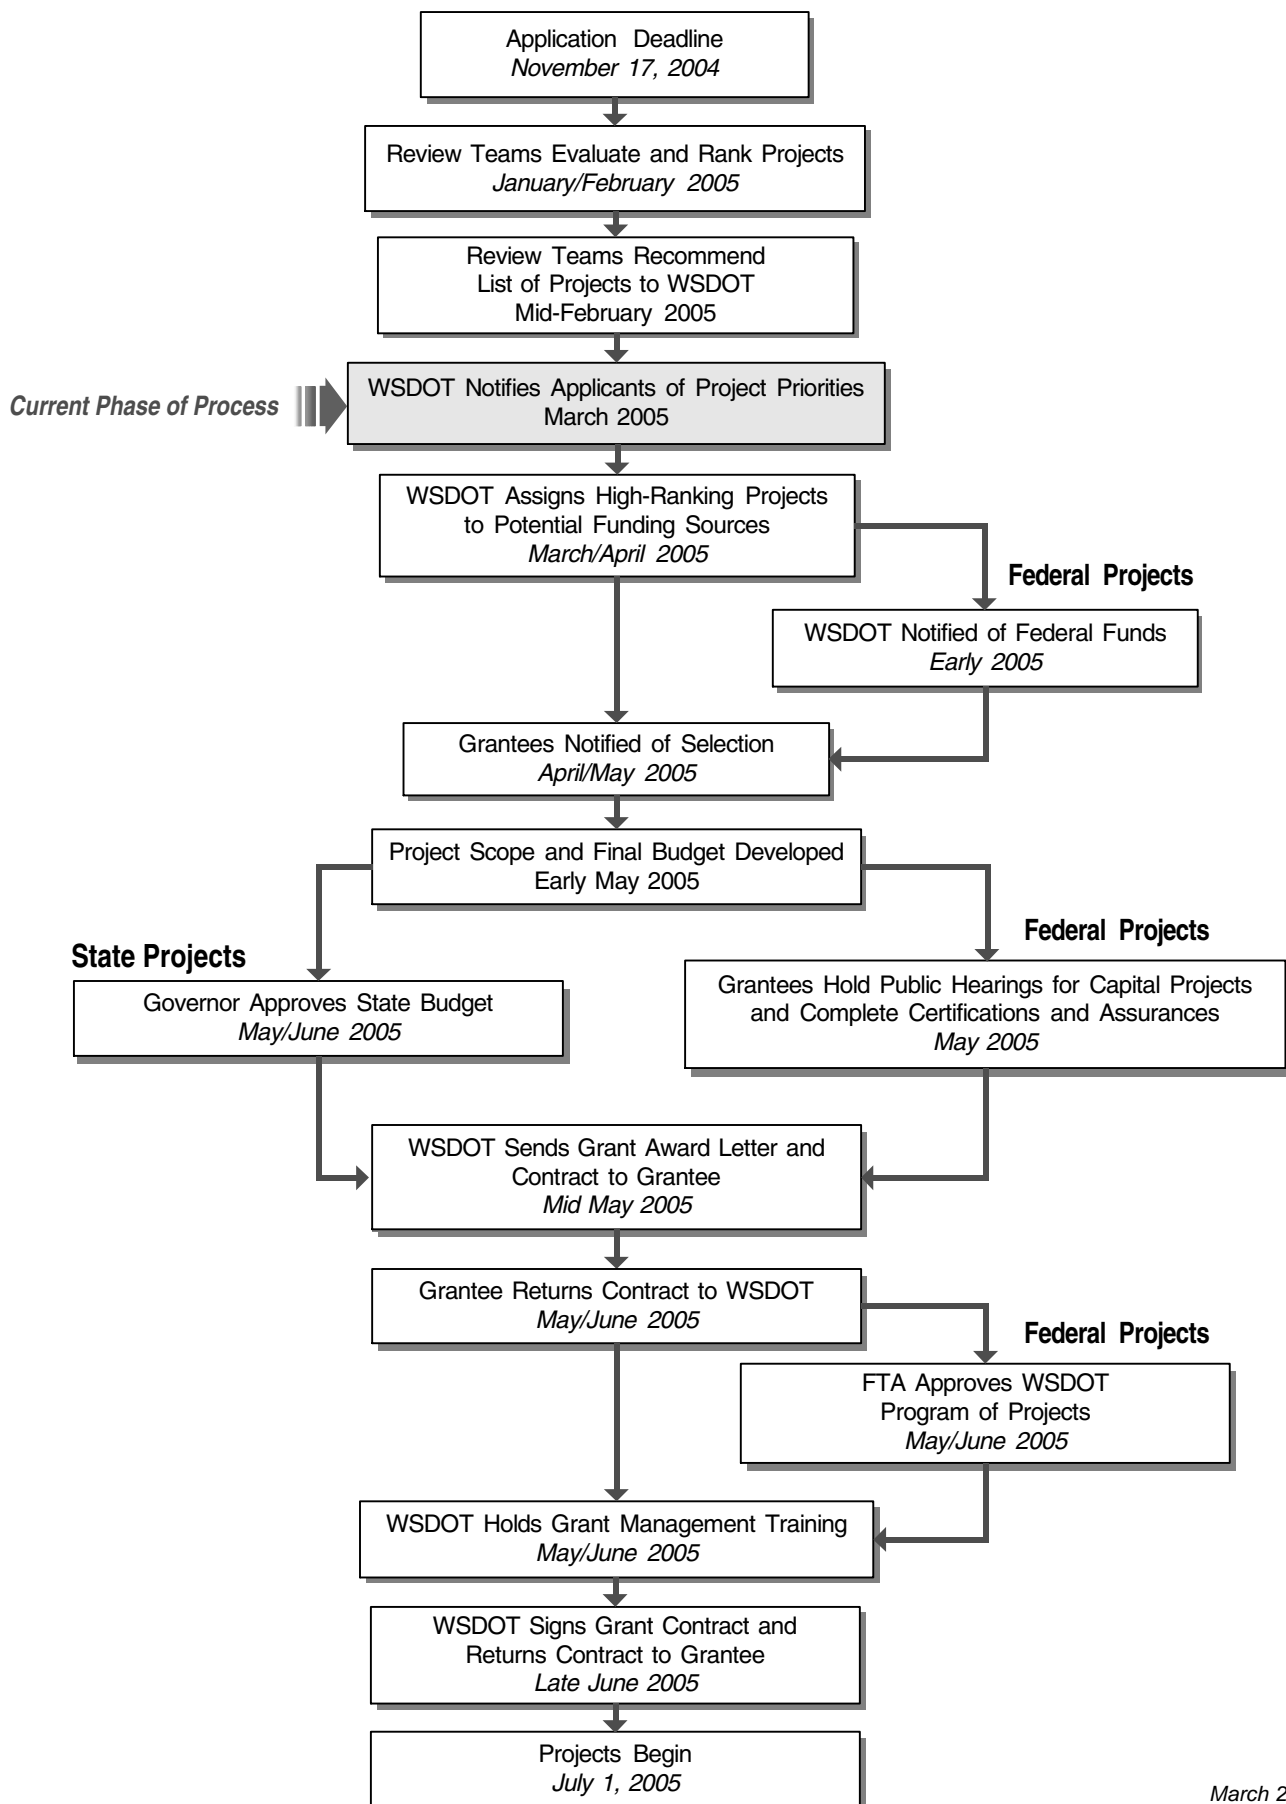 Application Deadline
November 17, 2004
Review Teams Evaluate and Rank Projects
January/February 2005
Review Teams Recommend
List of Projects to WSDOT
Mid-February 2005
Current Phase of Process
WSDOT Notifies Applicants of Project Priorities
March 2005
WSDOT Assigns High-Ranking Projects
to Potential Funding Sources
March/April 2005
Federal Projects
WSDOT Notified of Federal Funds
Early 2005
Grantees Notified of Selection
April/May 2005
Project Scope and Final Budget Developed
Early May 2005
State Projects
Governor Approves State Budget
May/June 2005
Federal Projects
Grantees Hold Public Hearings for Capital Projects
and Complete Certifications and Assurances
May 2005
WSDOT Sends Grant Award Letter and
Contract to Grantee
Mid May 2005
Grantee Returns Contract to WSDOT
May/June 2005
Federal Projects
FTA Approves WSDOT
Program of Projects
May/June 2005
WSDOT Holds Grant Management Training
May/June 2005
WSDOT Signs Grant Contract and
Returns Contract to Grantee
Late June 2005
Projects Begin
July 1, 2005
March 2